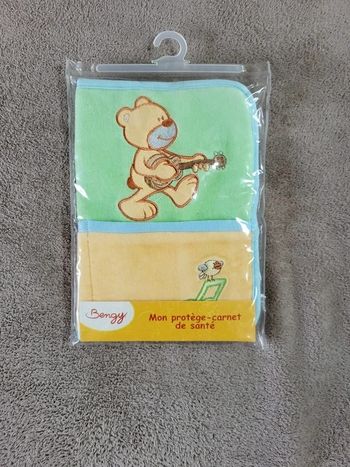 Bengy
Mon protège-carnet
de santé